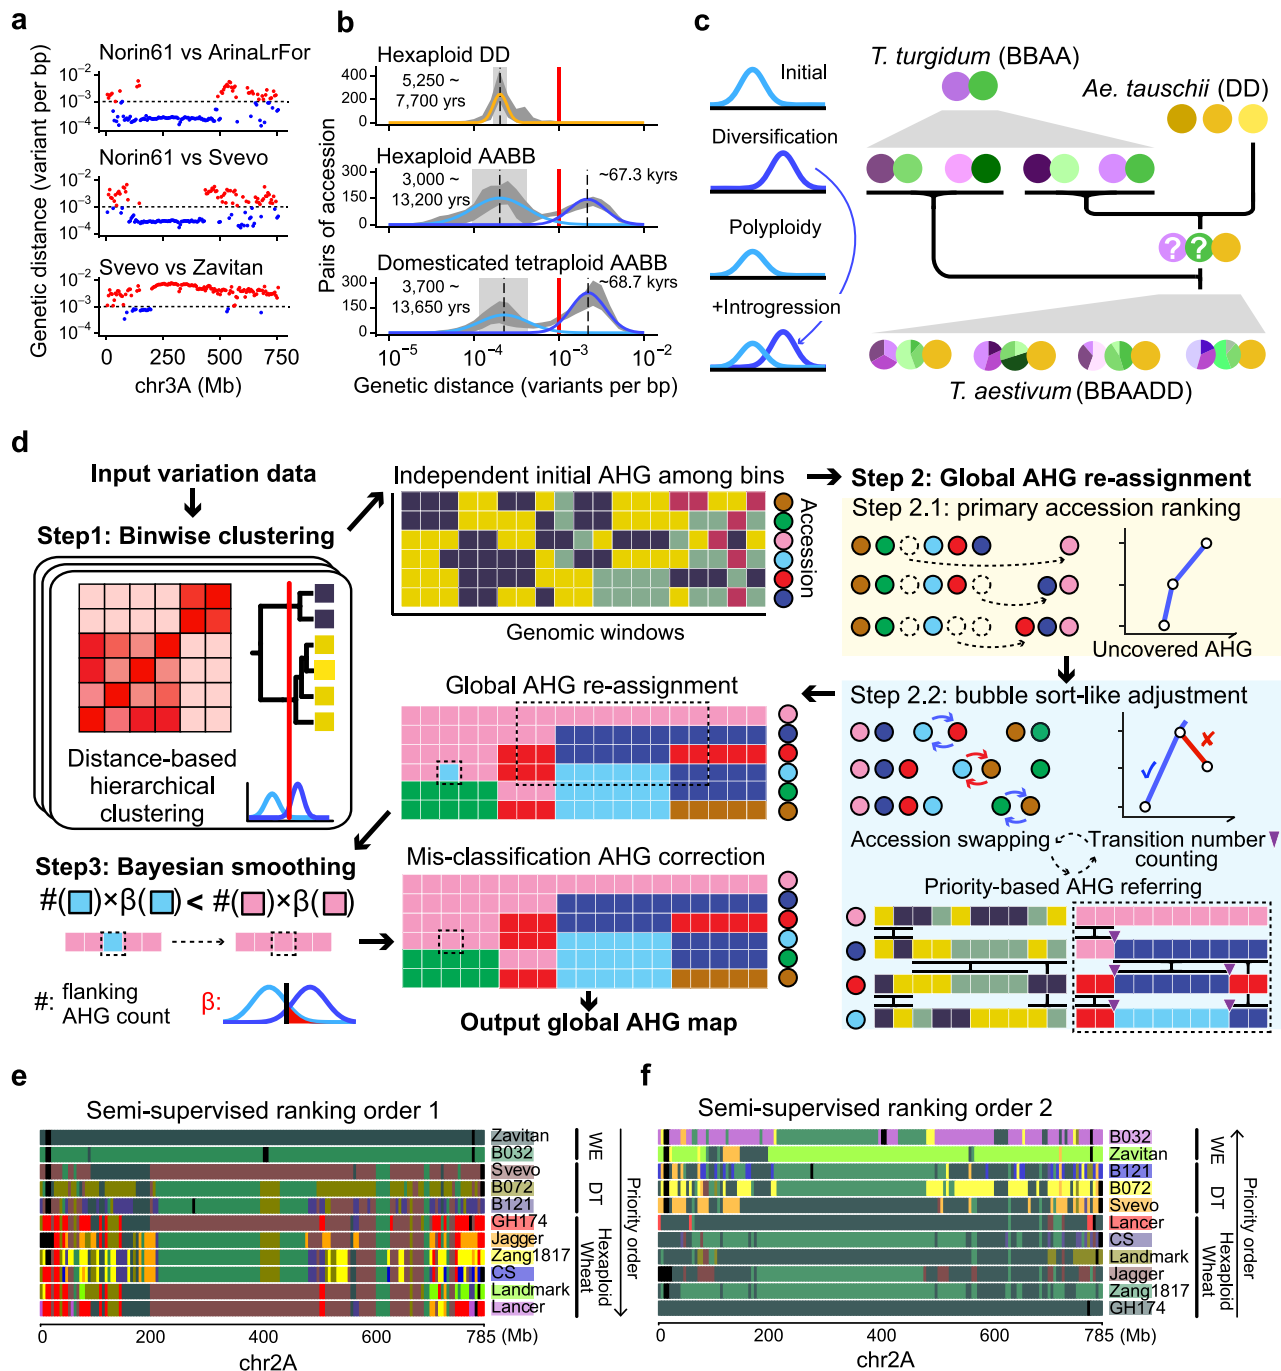 a
Norin61 vs ArinaLrFor
10⁻²
10⁻³
10⁻⁴
Norin61 vs Svevo
10⁻²
10⁻³
10⁻⁴
Svevo vs Zavitan
10⁻²
10⁻³
10⁻⁴
0
250
500
750
chr3A (Mb)
Genetic distance (variant per bp)
b
Hexaploid DD
400
200
0
5,250 ~
7,700 yrs
Hexaploid AABB
300
150
0
3,000 ~
13,200 yrs
~67.3 kyrs
Domesticated tetraploid AABB
300
150
0
3,700 ~
13,650 yrs
~68.7 kyrs
10⁻⁵
10⁻⁴
10⁻³
10⁻²
Genetic distance (variants per bp)
Pairs of accession
c
Initial
Diversification
Polyploidy
+Introgression
T. turgidum (BBAA)
Ae. tauschii (DD)
? ?
T. aestivum (BBAADD)
d
Input variation data
Step1: Binwise clustering
Distance-based
hierarchical
clustering
Independent initial AHG among bins
Accession
Genomic windows
Step 2: Global AHG re-assignment
Step 2.1: primary accession ranking
Uncovered AHG
Step 2.2: bubble sort-like adjustment
✓
✘
Accession swapping
Transition number
counting
Priority-based AHG referring
Global AHG re-assignment
Step3: Bayesian smoothing
#( )×β( ) < #( )×β( )
#: flanking
AHG count
β:
Mis-classification AHG correction
Output global AHG map
e
Semi-supervised ranking order 1
Zavitan
B032
Svevo
B072
B121
GH174
Jagger
Zang1817
CS
Landmark
Lancer
WE
DT
Hexaploid
Wheat
Priority order
0
200
400
600
785 (Mb)
chr2A
f
Semi-supervised ranking order 2
B032
Zavitan
B121
B072
Svevo
Lancer
CS
Landmark
Jagger
Zang1817
GH174
WE
DT
Hexaploid
Wheat
Priority order
0
200
400
600
785 (Mb)
chr2A